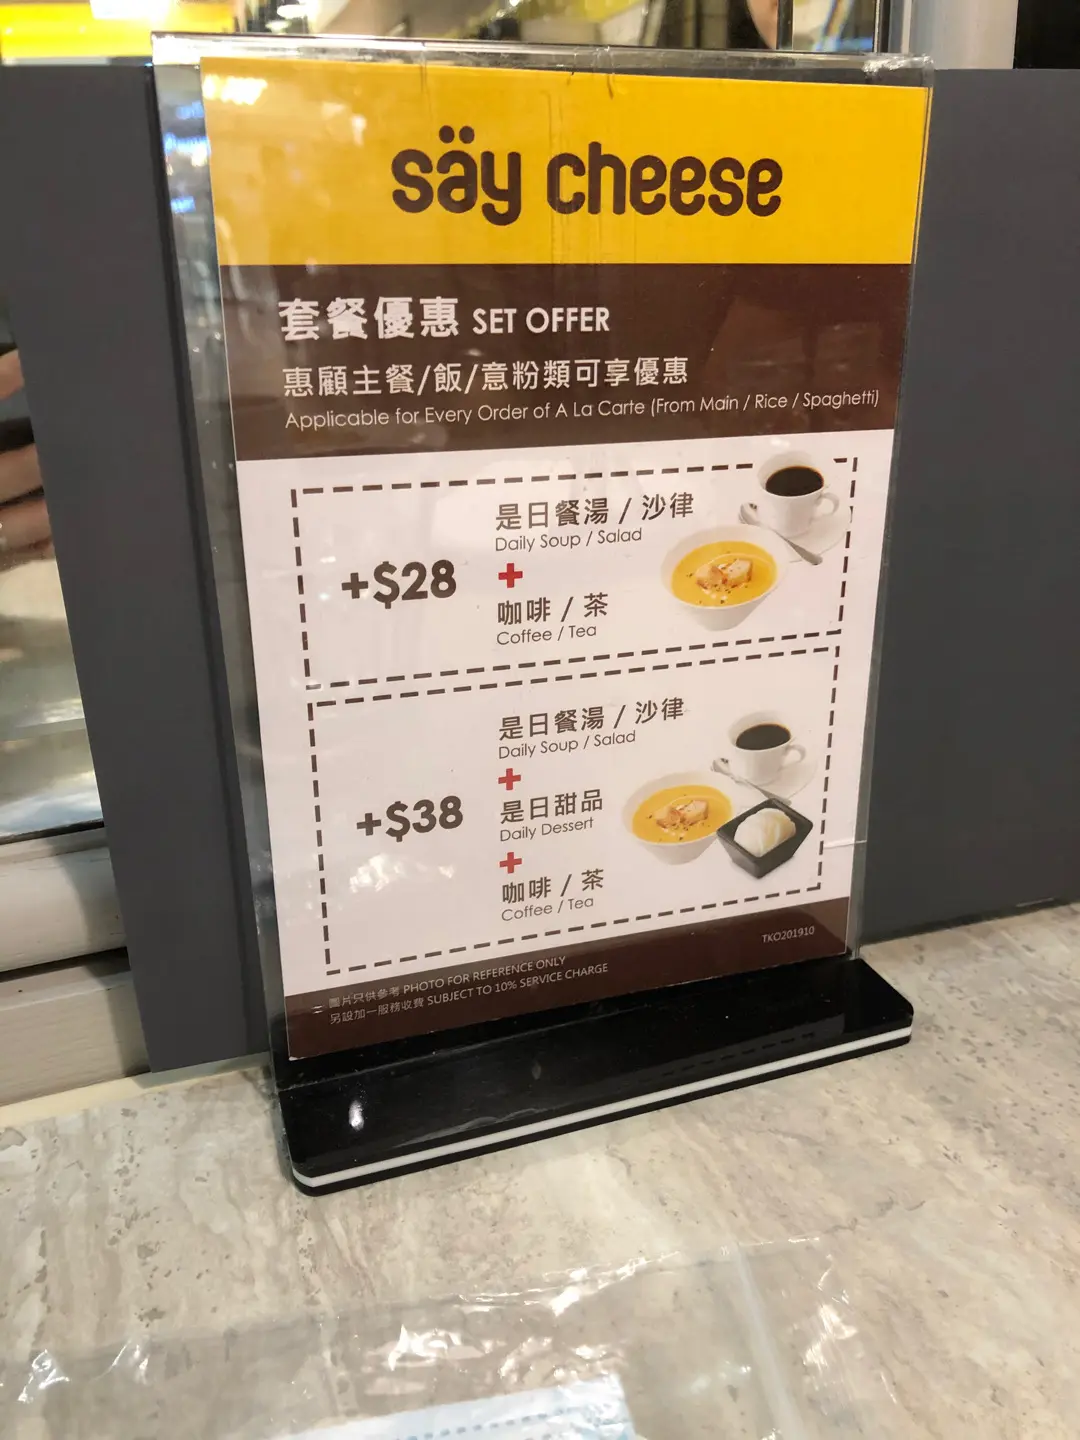 säy cheese
套餐優惠 SET OFFER
惠顧主餐/飯/意粉類可享優惠
Applicable for Every Order of A La Carte (From Main / Rice / Spaghetti)
+$28
是日餐湯 / 沙律
Daily Soup / Salad
+
咖啡 / 茶
Coffee / Tea
+$38
是日餐湯 / 沙律
Daily Soup / Salad
+
是日甜品
Daily Dessert
+
咖啡 / 茶
Coffee / Tea
TKO201910
圖片只供參考 PHOTO FOR REFERENCE ONLY
另設加一服務收費 SUBJECT TO 10% SERVICE CHARGE